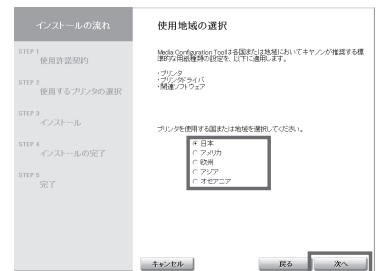 インストールの流れ
STEP 1
使用許諾契約
STEP 2
使用するプリンタの選択
STEP 3
インストール
STEP 4
インストールの完了
STEP 5
完了
使用地域の選択
Media Configuration Toolは各国または地域においてキヤノンが推奨する標
準的な用紙種類の設定を、以下に適用します。
・プリンタ
・プリンタドライバ
・関連ソフトウェア
プリンタを使用する国または地域を選択してください。
日本
アメリカ
欧州
アジア
オセアニア
キャンセル
戻る
次へ